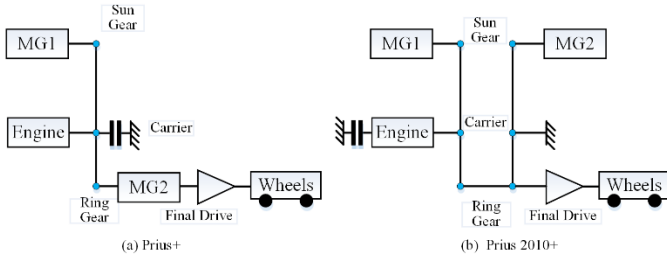 Sun
Gear
MG1
Engine
Carrier
MG2
Wheels
Ring
Gear
Final Drive
(a) Prius+
MG1
Sun
Gear
MG2
Engine
Carrier
Wheels
Ring
Gear
Final Drive
(b) Prius 2010+